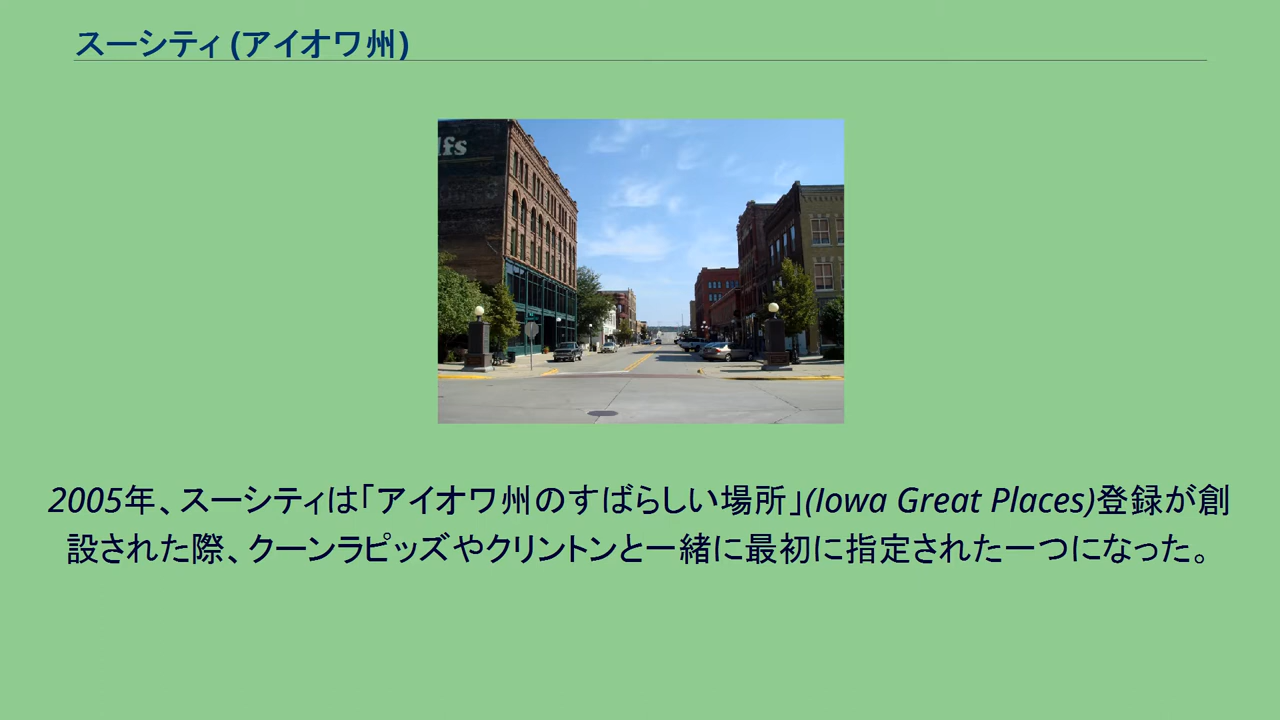 スーシティ (アイオワ州)
lfs
2005年、スーシティは「アイオワ州のすばらしい場所」(Iowa Great Places)登録が創
設された際、クーンラピッズやクリントンと一緒に最初に指定された一つになった。